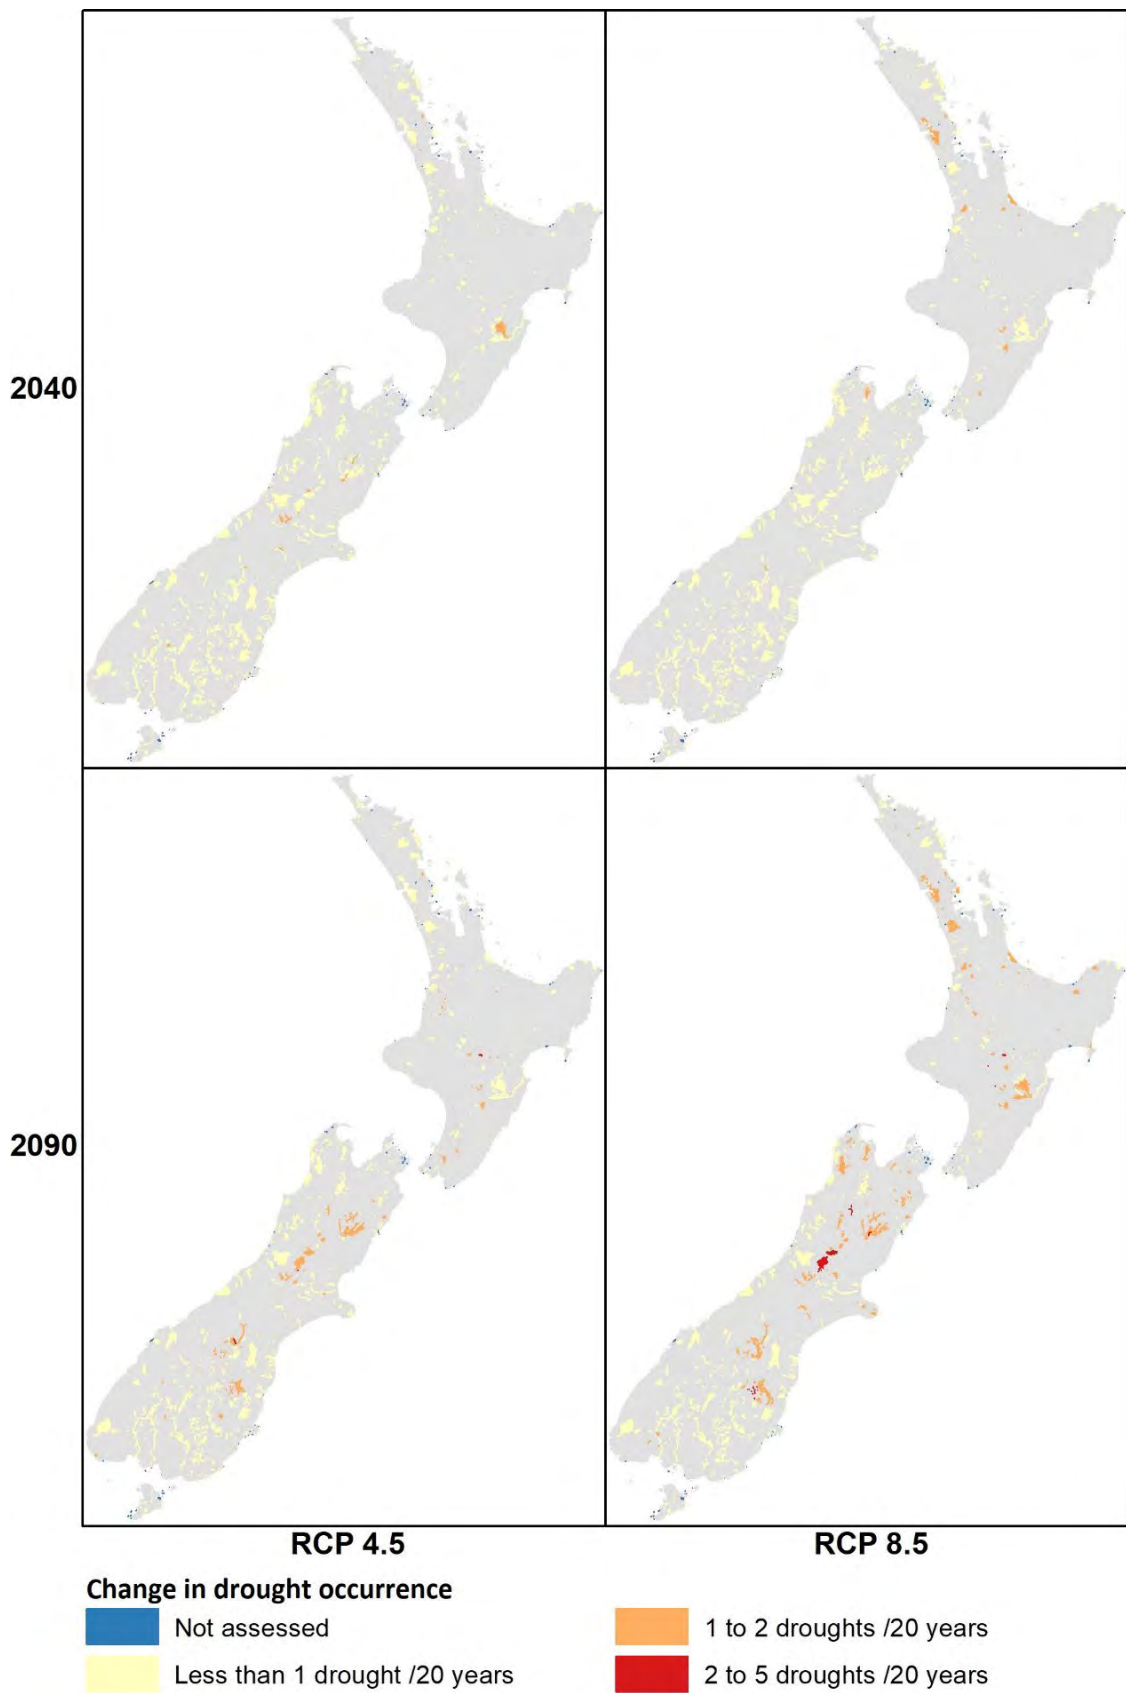 2040
2090
RCP 4.5
RCP 8.5
Change in drought occurrence
Not assessed
1 to 2 droughts /20 years
Less than 1 drought /20 years
2 to 5 droughts /20 years